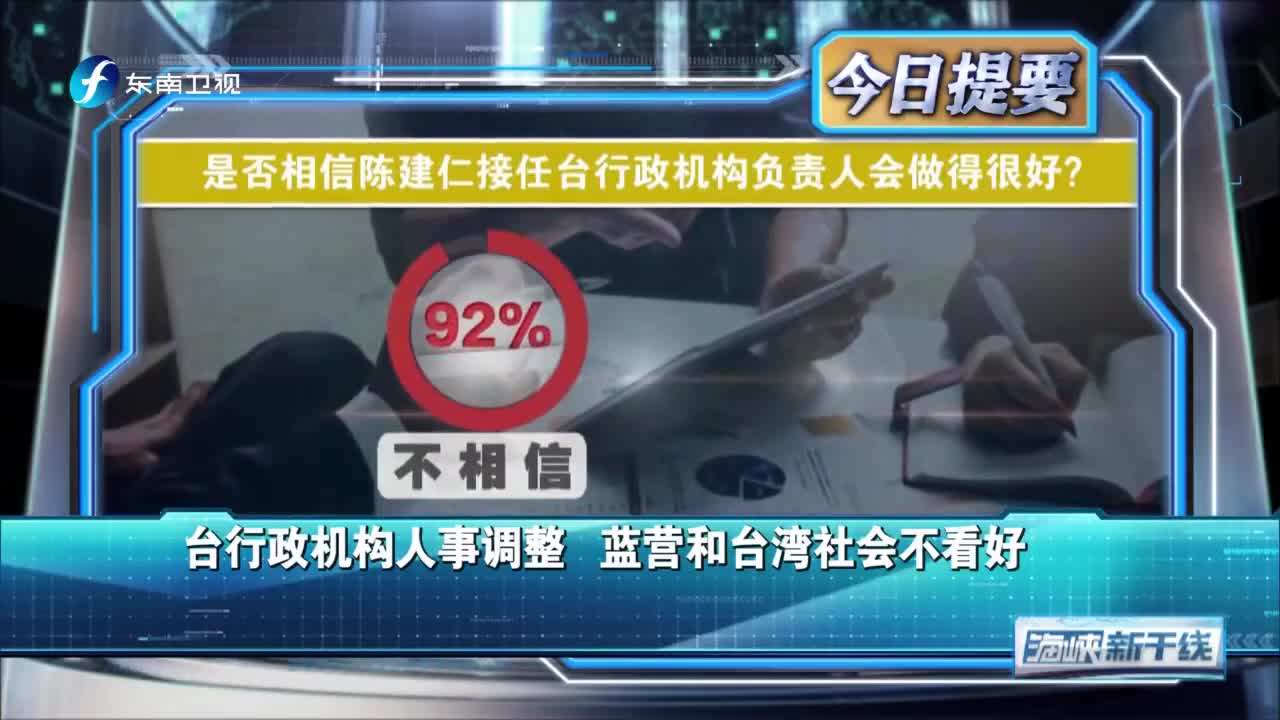 东南卫视
今日提要
是否相信陈建仁接任台行政机构负责人会做得很好?
92%
不相信
台行政机构人事调整 蓝营和台湾社会不看好
海峡新干线